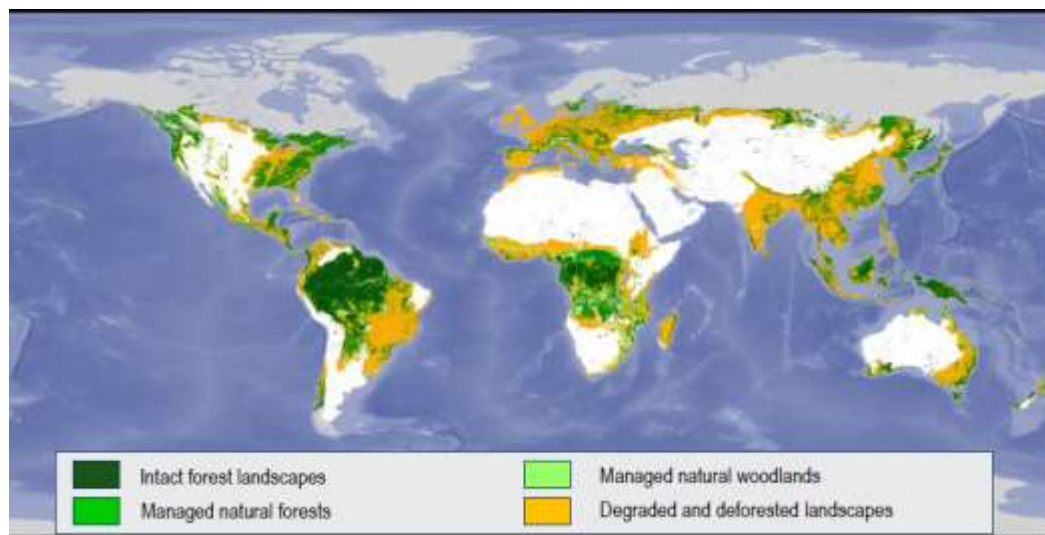 Intact forest landscapes
Managed natural woodlands
Managed natural forests
Degraded and deforested landscapes